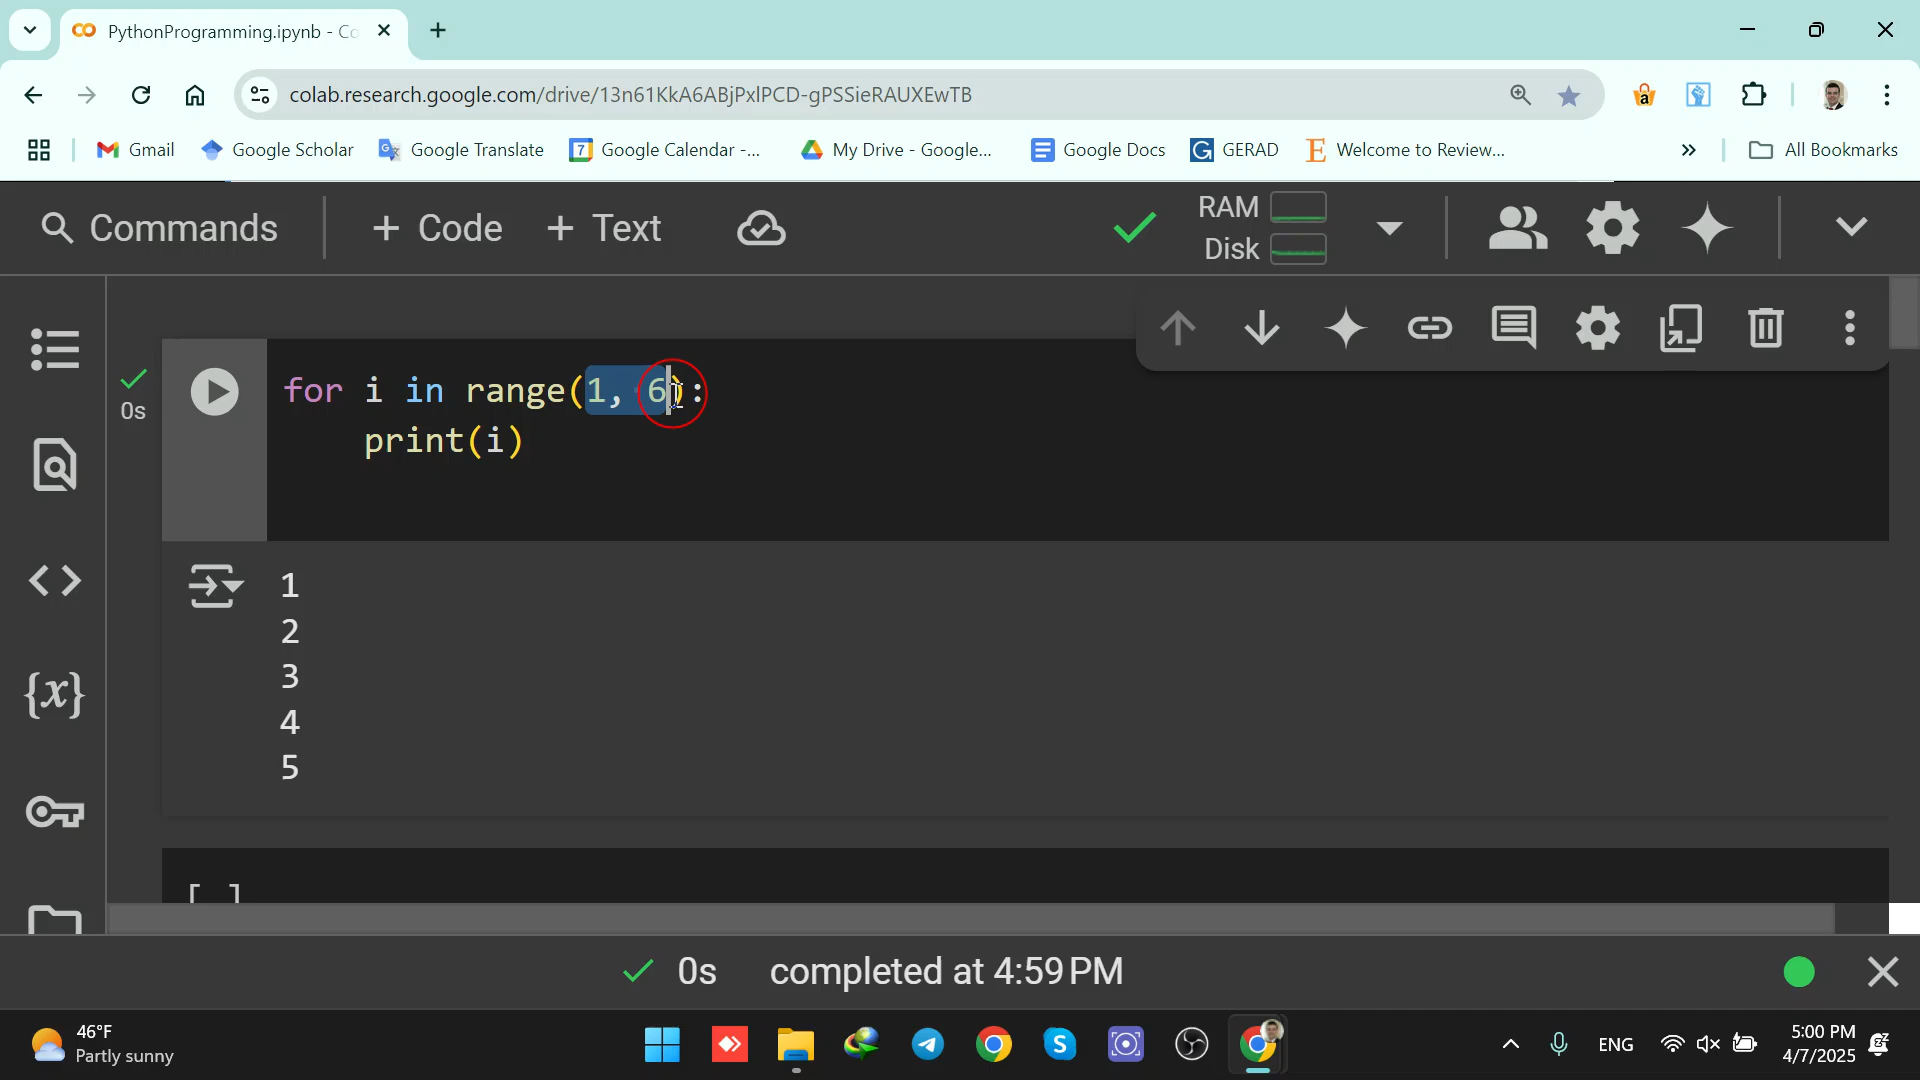 PythonProgramming.ipynb - Co
colab.research.google.com/drive/13n61KkA6ABjPxlPCD-gPSSieRAUXEwTB
Gmail
Google Scholar
Google Translate
7
Google Calendar -...
My Drive - Google...
Google Docs
GERAD
Welcome to Review...
All Bookmarks
Commands
+ Code
+ Text
RAM
Disk
0s
for i in range(1, 6):
print(i)
1
2
3
4
5
{x}
[ ]
0s completed at 4:59 PM
46°F
Partly sunny
ENG
5:00 PM
4/7/2025